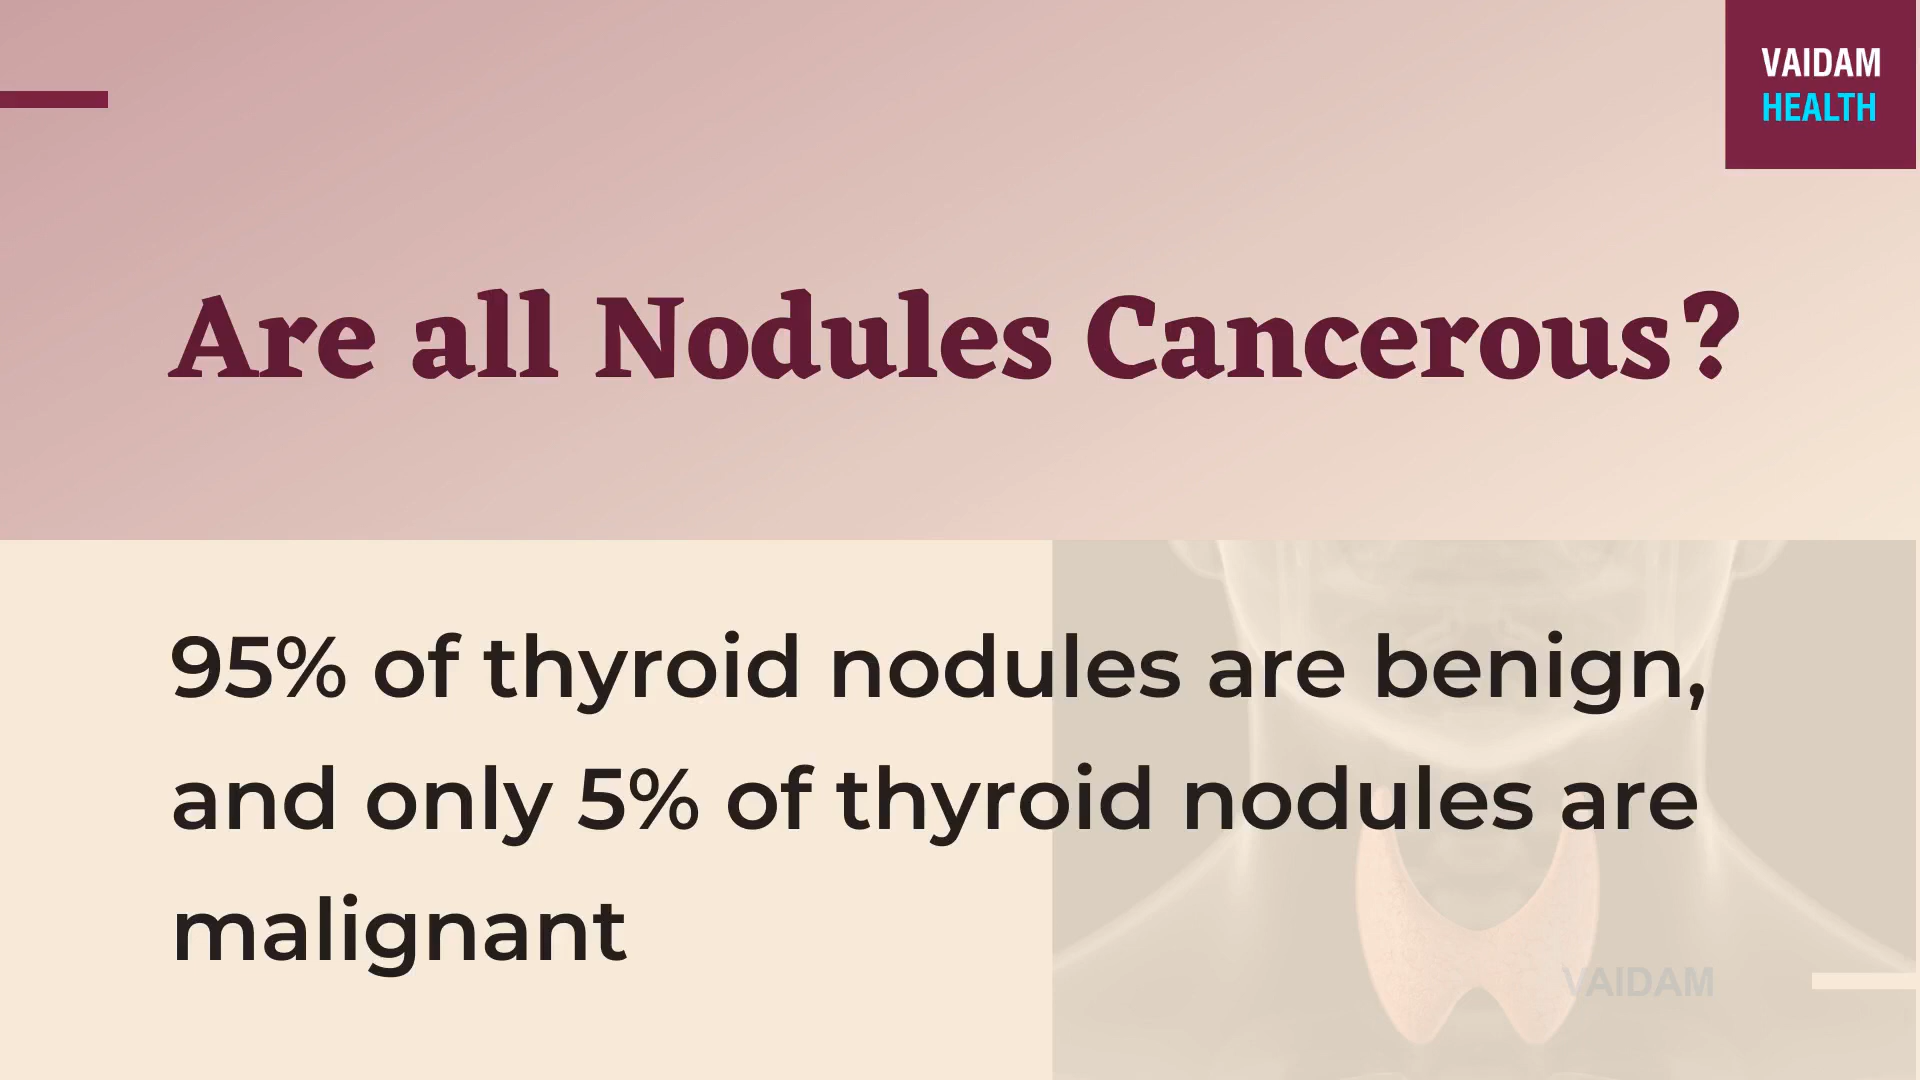 VAIDAM
HEALTH
Are all Nodules Cancerous?
95% of thyroid nodules are benign,
and only 5% of thyroid nodules are
malignant
VAIDAM